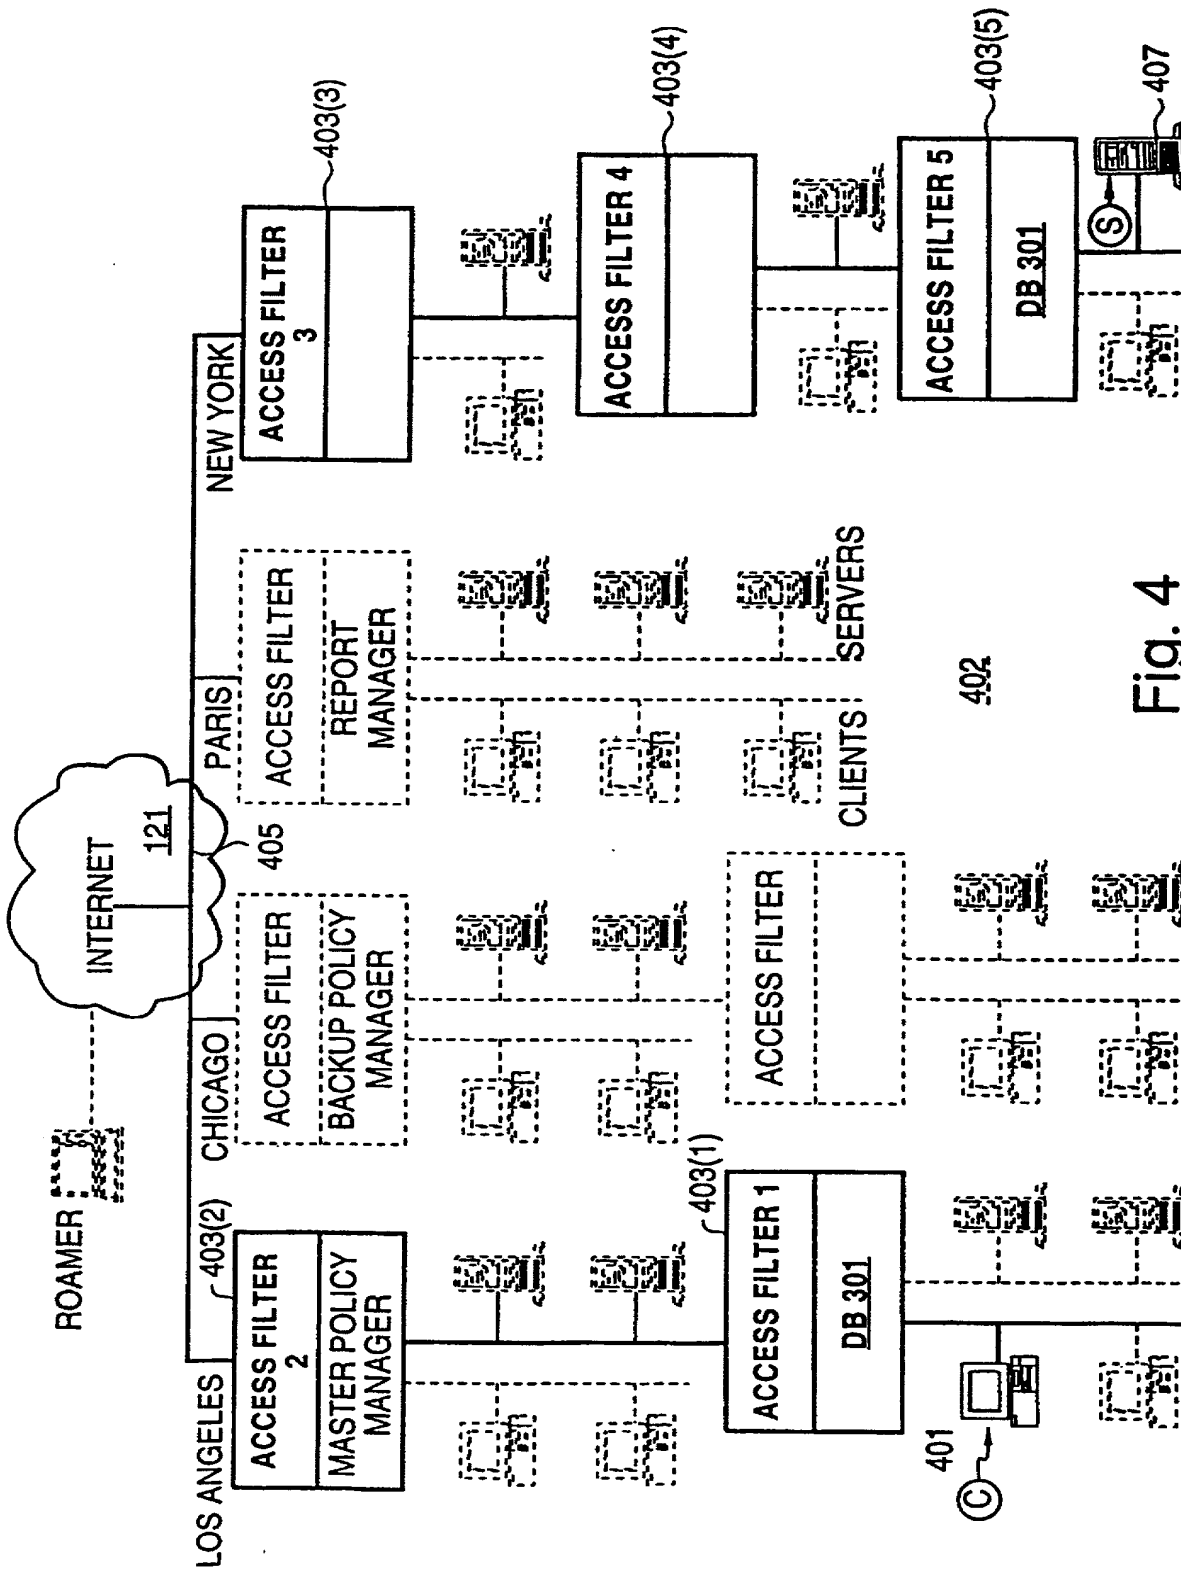 ROAMER
INTERNET
121
405
LOS ANGELES
403(2)
ACCESS FILTER
2
MASTER POLICY
MANAGER
403(1)
ACCESS FILTER 1
DB 301
401
C
CHICAGO
ACCESS FILTER
BACKUP POLICY
MANAGER
ACCESS FILTER
PARIS
ACCESS FILTER
REPORT
MANAGER
CLIENTS
SERVERS
402
NEW YORK
ACCESS FILTER
3
403(3)
ACCESS FILTER 4
403(4)
ACCESS FILTER 5
DB 301
403(5)
S
407
Fig. 4